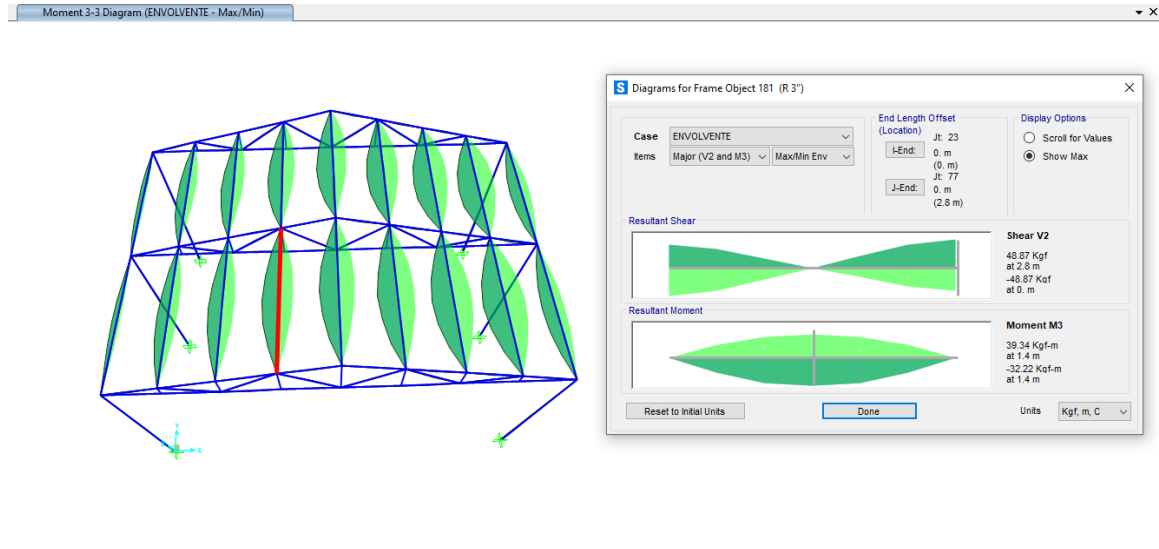 Moment 3-3 Diagram (ENVOLVENTE - Max/Min)
Diagrams for Frame Object 181 (R 3")
Case ENVOLVENTE
Items Major (V2 and M3) Max/Min Env
End Length Offset
(Location)
Jt: 23
I-End: 0. m
(0. m)
Jt: 77
J-End: 0. m
(2.8 m)
Display Options
Scroll for Values
Show Max
Resultant Shear
Shear V2
48.87 Kgf
at 2.8 m
-48.87 Kgf
at 0. m
Resultant Moment
Moment M3
39.34 Kgf-m
at 1.4 m
-32.22 Kgf-m
at 1.4 m
Reset to Initial Units
Done
Units Kgf, m, C
Y
X